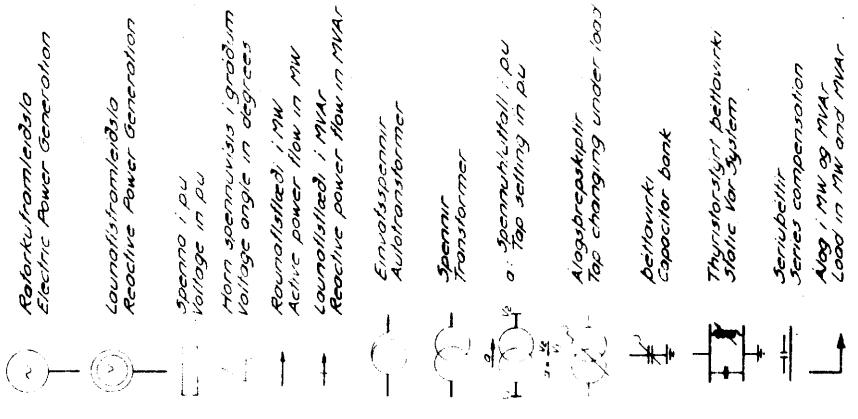 Raforkuframleiðsla
Electric Power Generation
Launaflsframleiðsla
Reactive Power Generation
Spenna í pu
Voltage in pu
Horn spennuvísis í gráðum
Voltage angle in degrees
Raunaflsflæði í MW
Active power flow in MW
Launaflsflæði í MVAr
Reactive power flow in MVAr
Einvafsspennir
Autotransformer
Spennir
Transformer
a: Spennuhlutfall í pu
Tap setting in pu
Álagsþrepskiptir
Tap changing under load
Þéttavirki
Capacitor bank
Thyristorstýrt þéttavirki
Static Var System
Seríuþéttir
Series compensation
Álag í MW og MVAr
Load in MW and MVAr